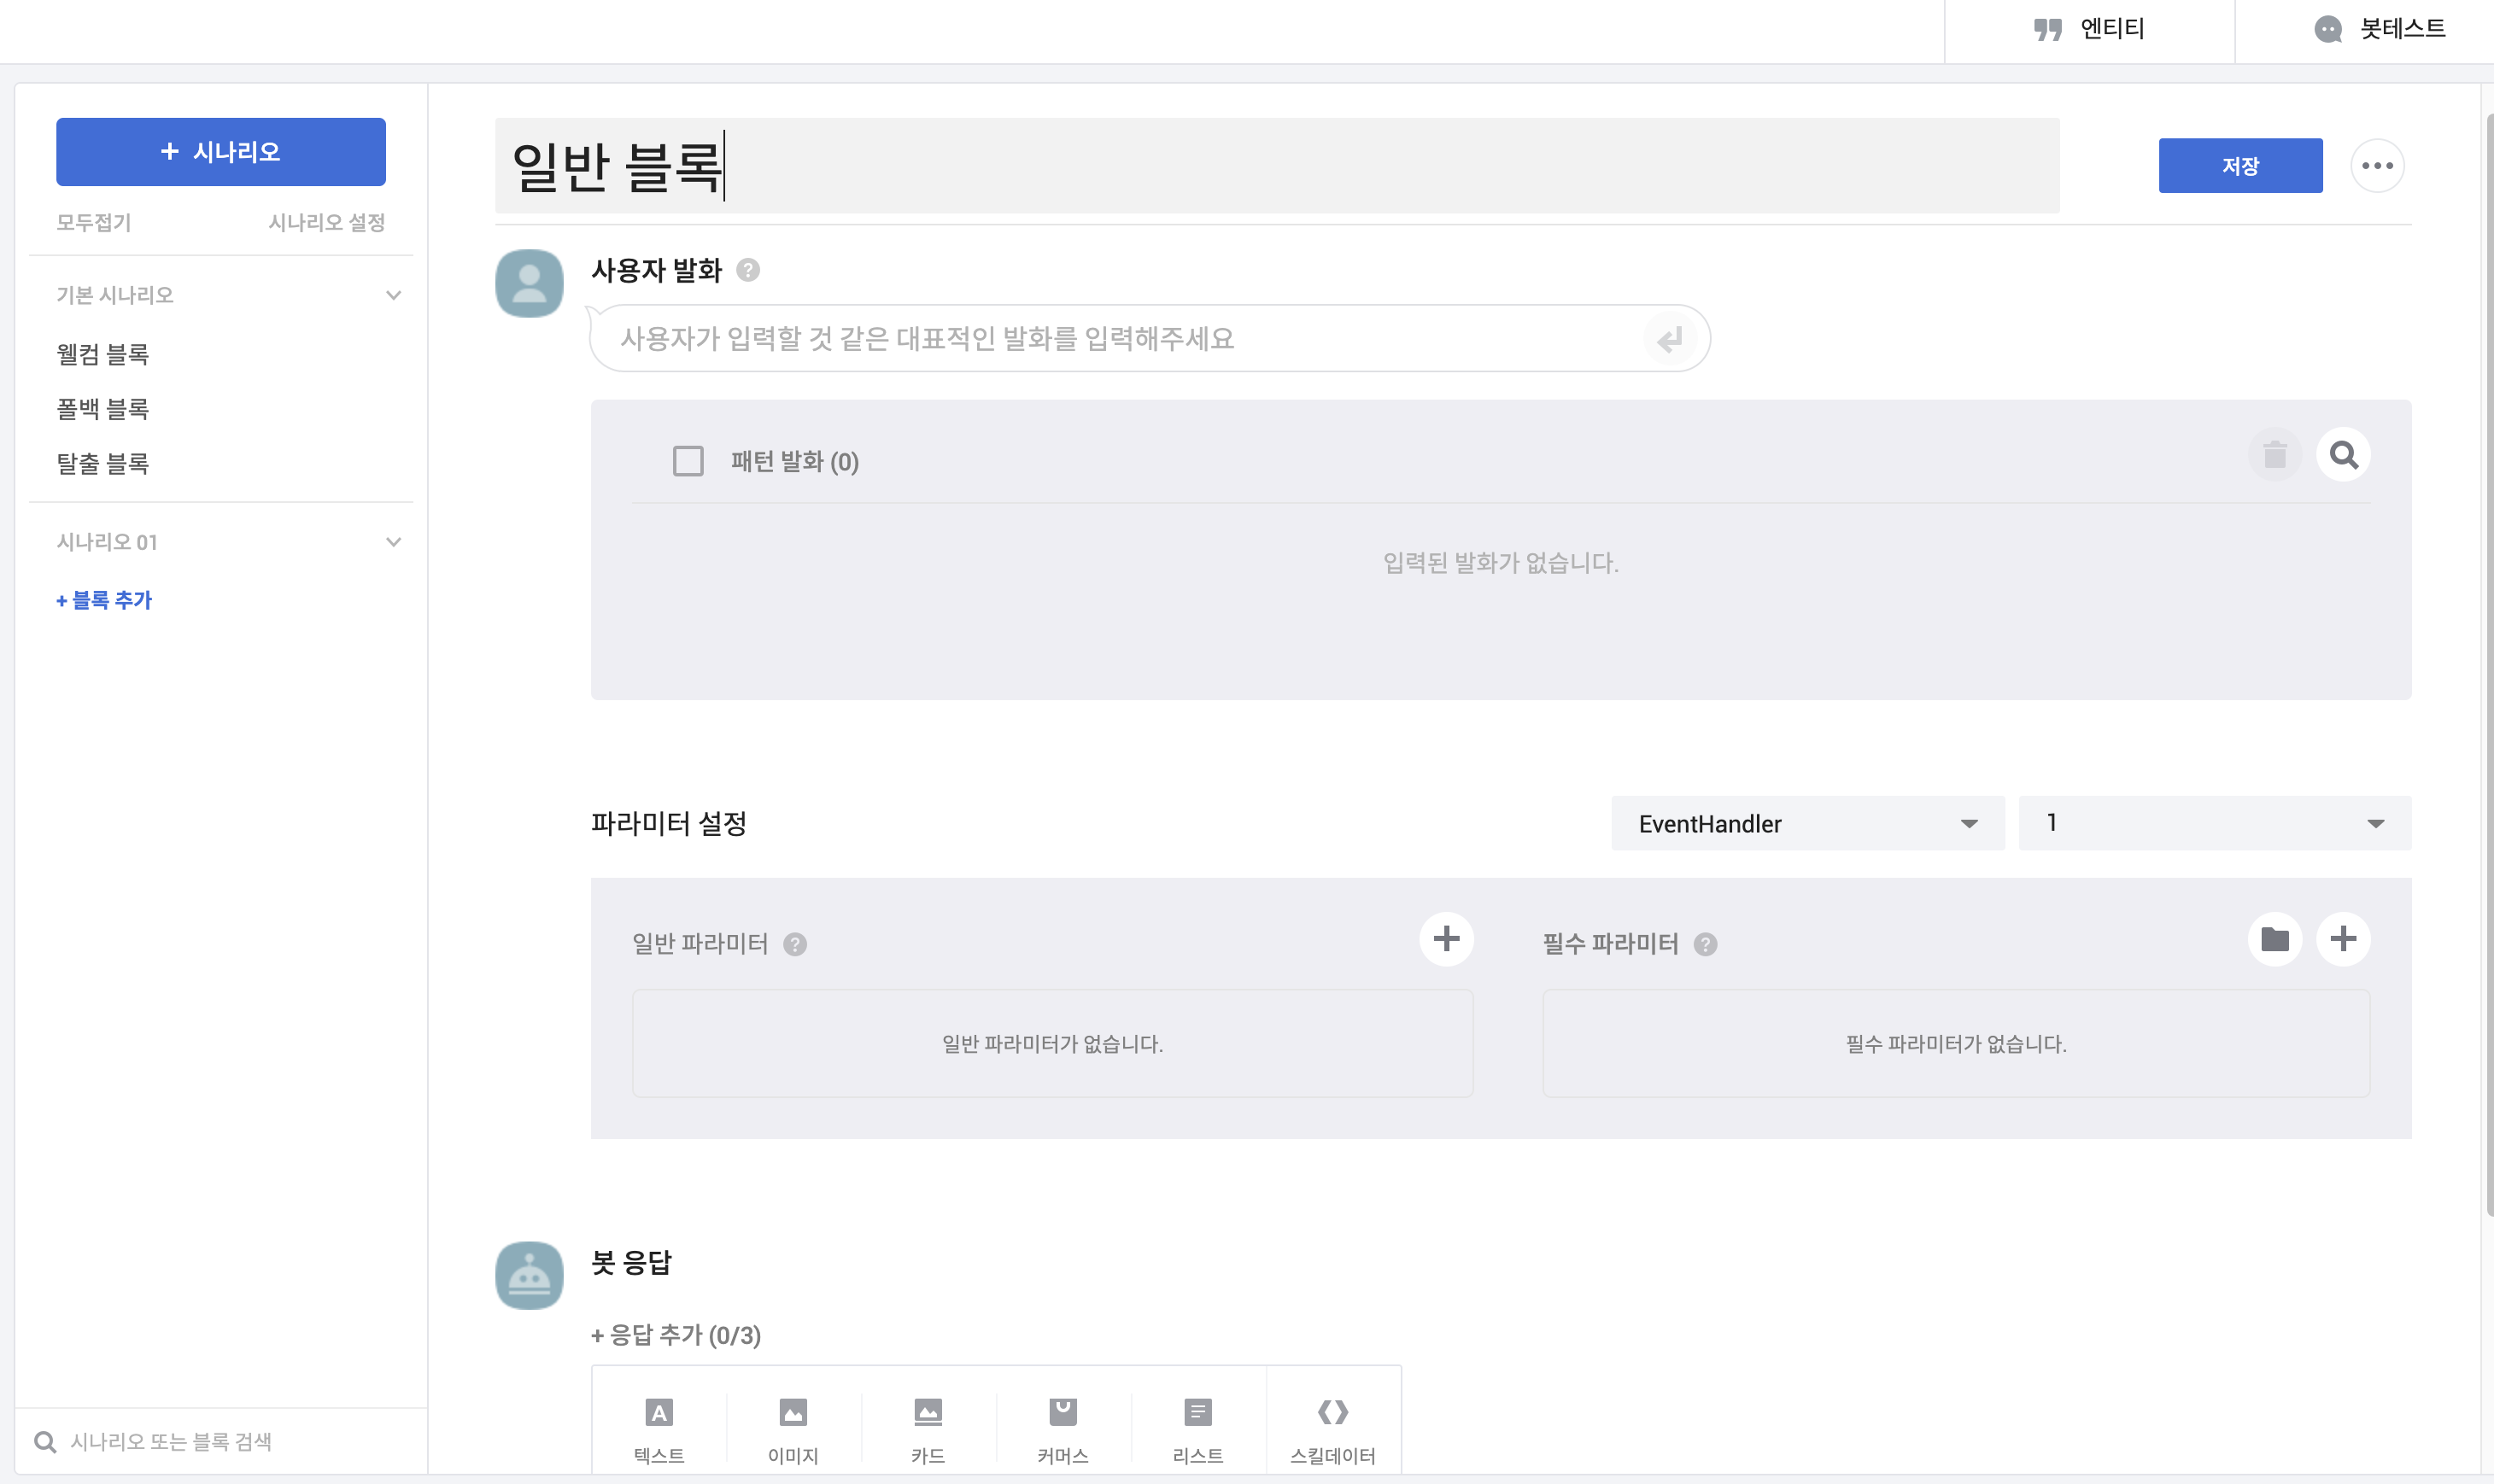 엔티티
봇테스트
+ 시나리오
모두접기
시나리오 설정
기본 시나리오
웰컴 블록
폴백 블록
탈출 블록
시나리오 01
+ 블록 추가
시나리오 또는 블록 검색
일반 블록
저장
사용자 발화
사용자가 입력할 것 같은 대표적인 발화를 입력해주세요
패턴 발화 (0)
입력된 발화가 없습니다.
파라미터 설정
EventHandler
1
일반 파라미터
필수 파라미터
일반 파라미터가 없습니다.
필수 파라미터가 없습니다.
봇 응답
+ 응답 추가 (0/3)
텍스트
이미지
카드
커머스
리스트
스킬데이터